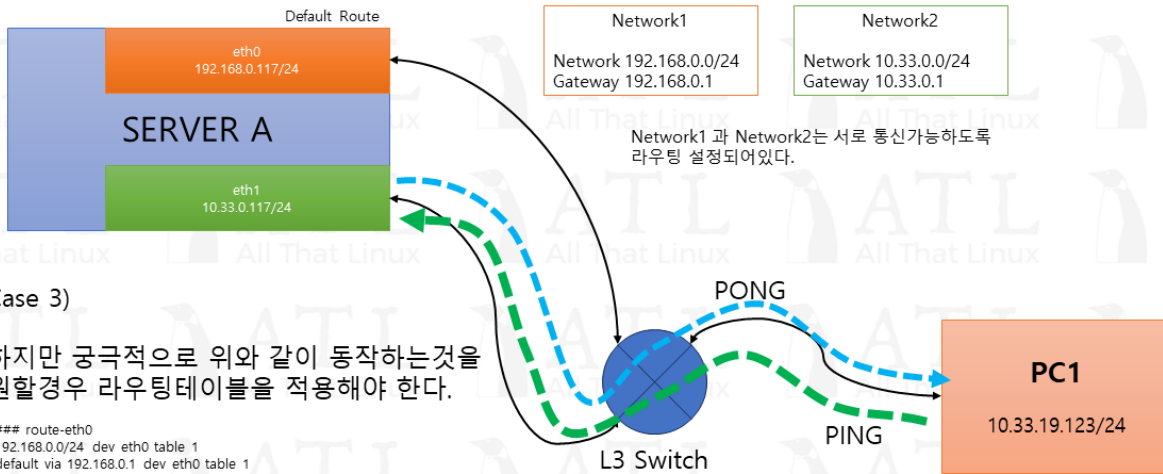 Default Route
eth0
192.168.0.117/24
SERVER A
eth1
10.33.0.117/24
Network1
Network 192.168.0.0/24
Gateway 192.168.0.1
Network2
Network 10.33.0.0/24
Gateway 10.33.0.1
Network1 과 Network2는 서로 통신가능하도록
라우팅 설정되어있다.
Case 3)
하지만 궁극적으로 위와 같이 동작하는것을
원할경우 라우팅테이블을 적용해야 한다.
### route-eth0
192.168.0.0/24 dev eth0 table 1
default via 192.168.0.1 dev eth0 table 1
PONG
PING
L3 Switch
PC1
10.33.19.123/24
ATL
All That Linux